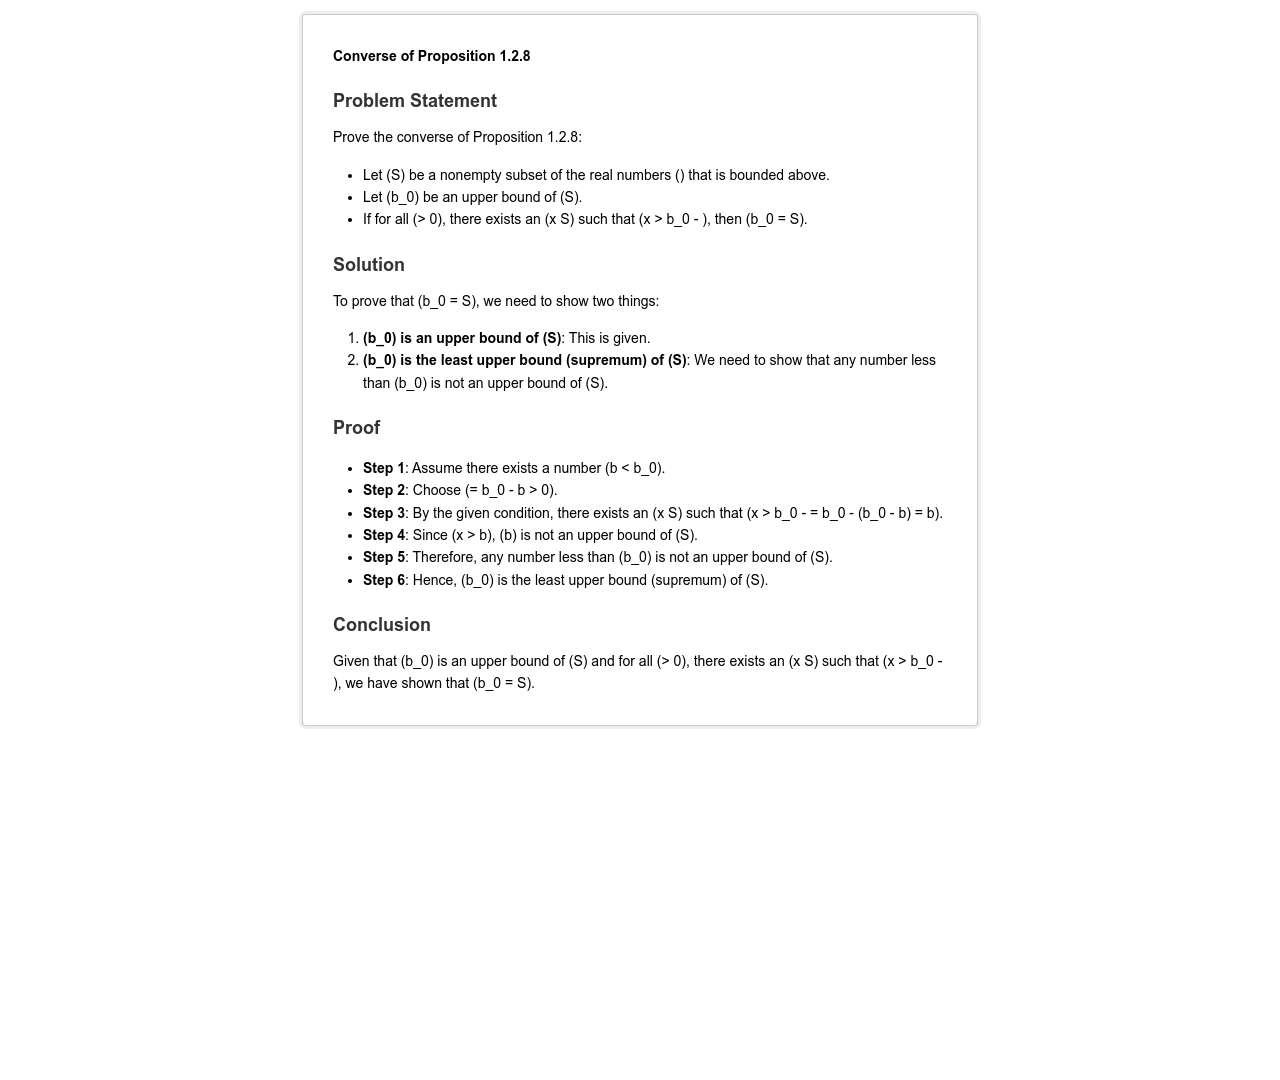 Converse of Proposition 1.2.8
Problem Statement
Prove the converse of Proposition 1.2.8:
• Let (S) be a nonempty subset of the real numbers () that is bounded above.
• Let (b_0) be an upper bound of (S).
• If for all (> 0), there exists an (x S) such that (x > b_0 - ), then (b_0 = S).
Solution
To prove that (b_0 = S), we need to show two things:
1. (b_0) is an upper bound of (S): This is given.
2. (b_0) is the least upper bound (supremum) of (S): We need to show that any number less
than (b_0) is not an upper bound of (S).
Proof
• Step 1: Assume there exists a number (b < b_0).
• Step 2: Choose (= b_0 - b > 0).
• Step 3: By the given condition, there exists an (x S) such that (x > b_0 - = b_0 - (b_0 - b) = b).
• Step 4: Since (x > b), (b) is not an upper bound of (S).
• Step 5: Therefore, any number less than (b_0) is not an upper bound of (S).
• Step 6: Hence, (b_0) is the least upper bound (supremum) of (S).
Conclusion
Given that (b_0) is an upper bound of (S) and for all (> 0), there exists an (x S) such that (x > b_0 -
), we have shown that (b_0 = S).